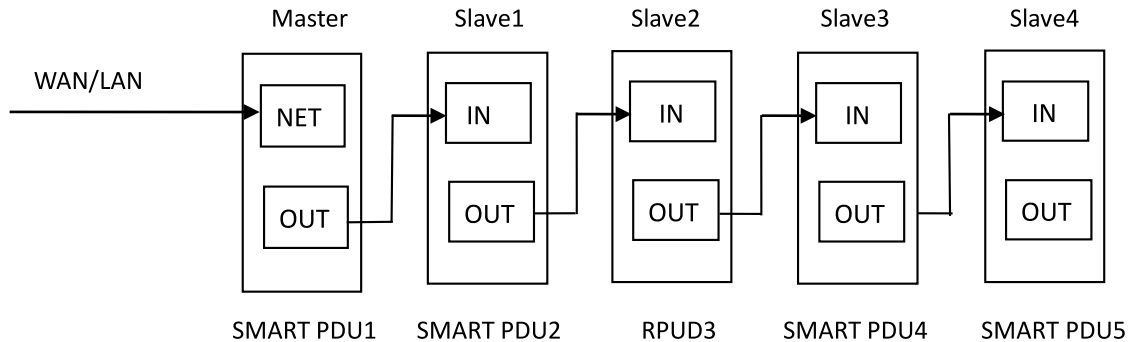 Master Slave1 Slave2 Slave3 Slave4
WAN/LAN
NET IN IN IN IN
OUT OUT OUT OUT OUT
SMART PDU1 SMART PDU2 RPUD3 SMART PDU4 SMART PDU5